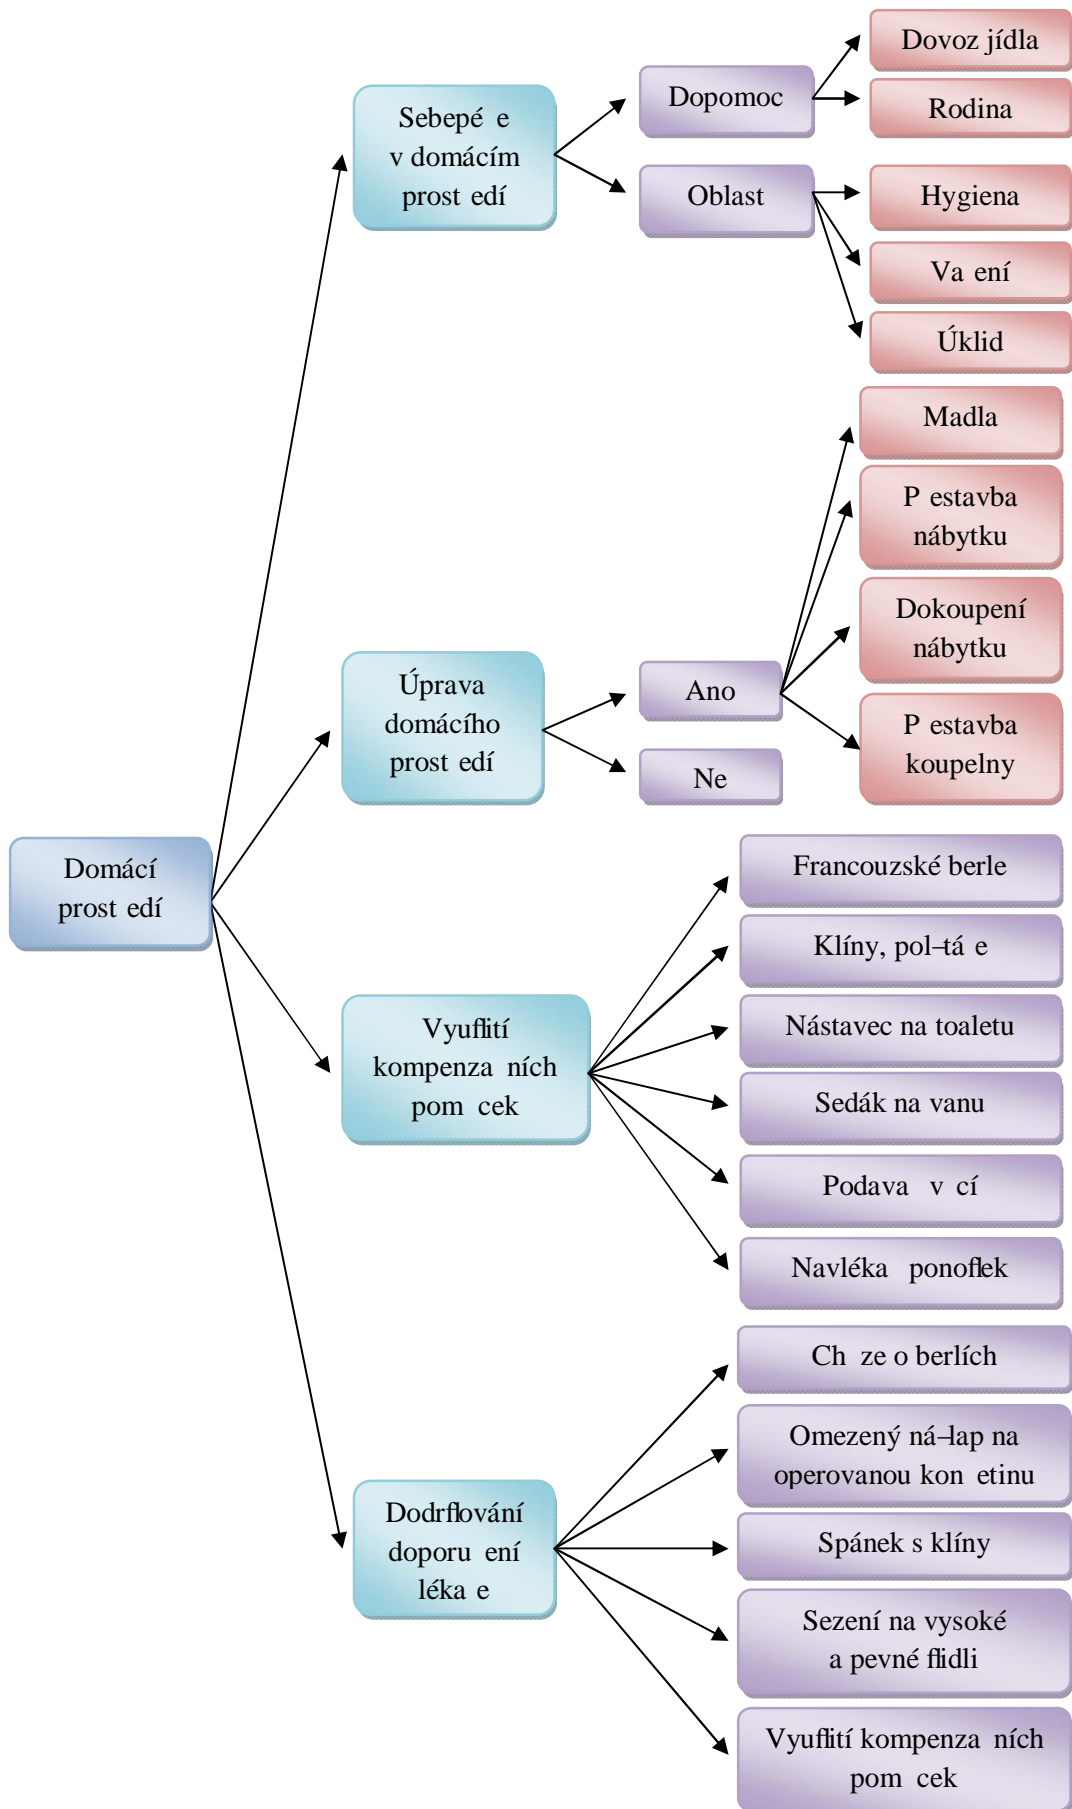 Dovoz jídla
Dopomoc
Rodina
Sebepé e
v domácím
prost edí
Oblast
Hygiena
Va ení
Úklid
Madla
P estavba
nábytku
Dokoupení
nábytku
Úprava
domácího
prost edí
Ano
Ne
P estavba
koupelny
Domácí
prost edí
Francouzské berle
Klíny, pol–tá e
Nástavec na toaletu
Vyuflití
kompenza ních
pom cek
Sedák na vanu
Podava v cí
Navléka ponoflek
Ch ze o berlích
Omezený ná–lap na
operovanou kon etinu
Dodrflování
doporu ení
léka e
Spánek s klíny
Sezení na vysoké
a pevné flidli
Vyuflití kompenza ních
pom cek